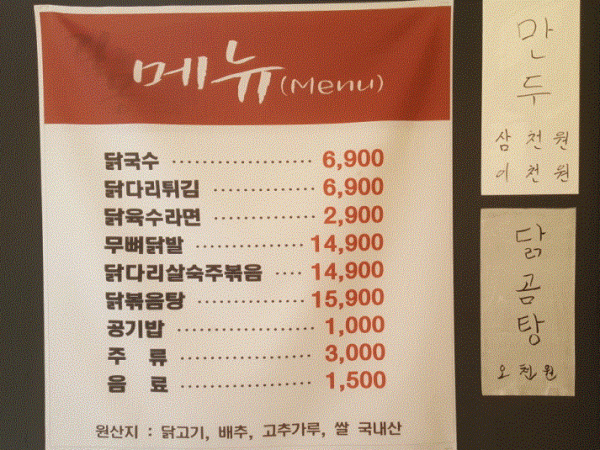 메뉴(Menu)
닭국수 ··················· 6,900
닭다리튀김 ·············· 6,900
닭육수라면 ·············· 2,900
무뼈닭발 ··············· 14,900
닭다리살숙주볶음 ···· 14,900
닭볶음탕 ··············· 15,900
공기밥 ··················· 1,000
주 류 ··················· 3,000
음 료 ··················· 1,500
원산지 : 닭고기, 배추, 고추가루, 쌀 국내산
만두
삼천원
이천원
닭곰탕
오천원